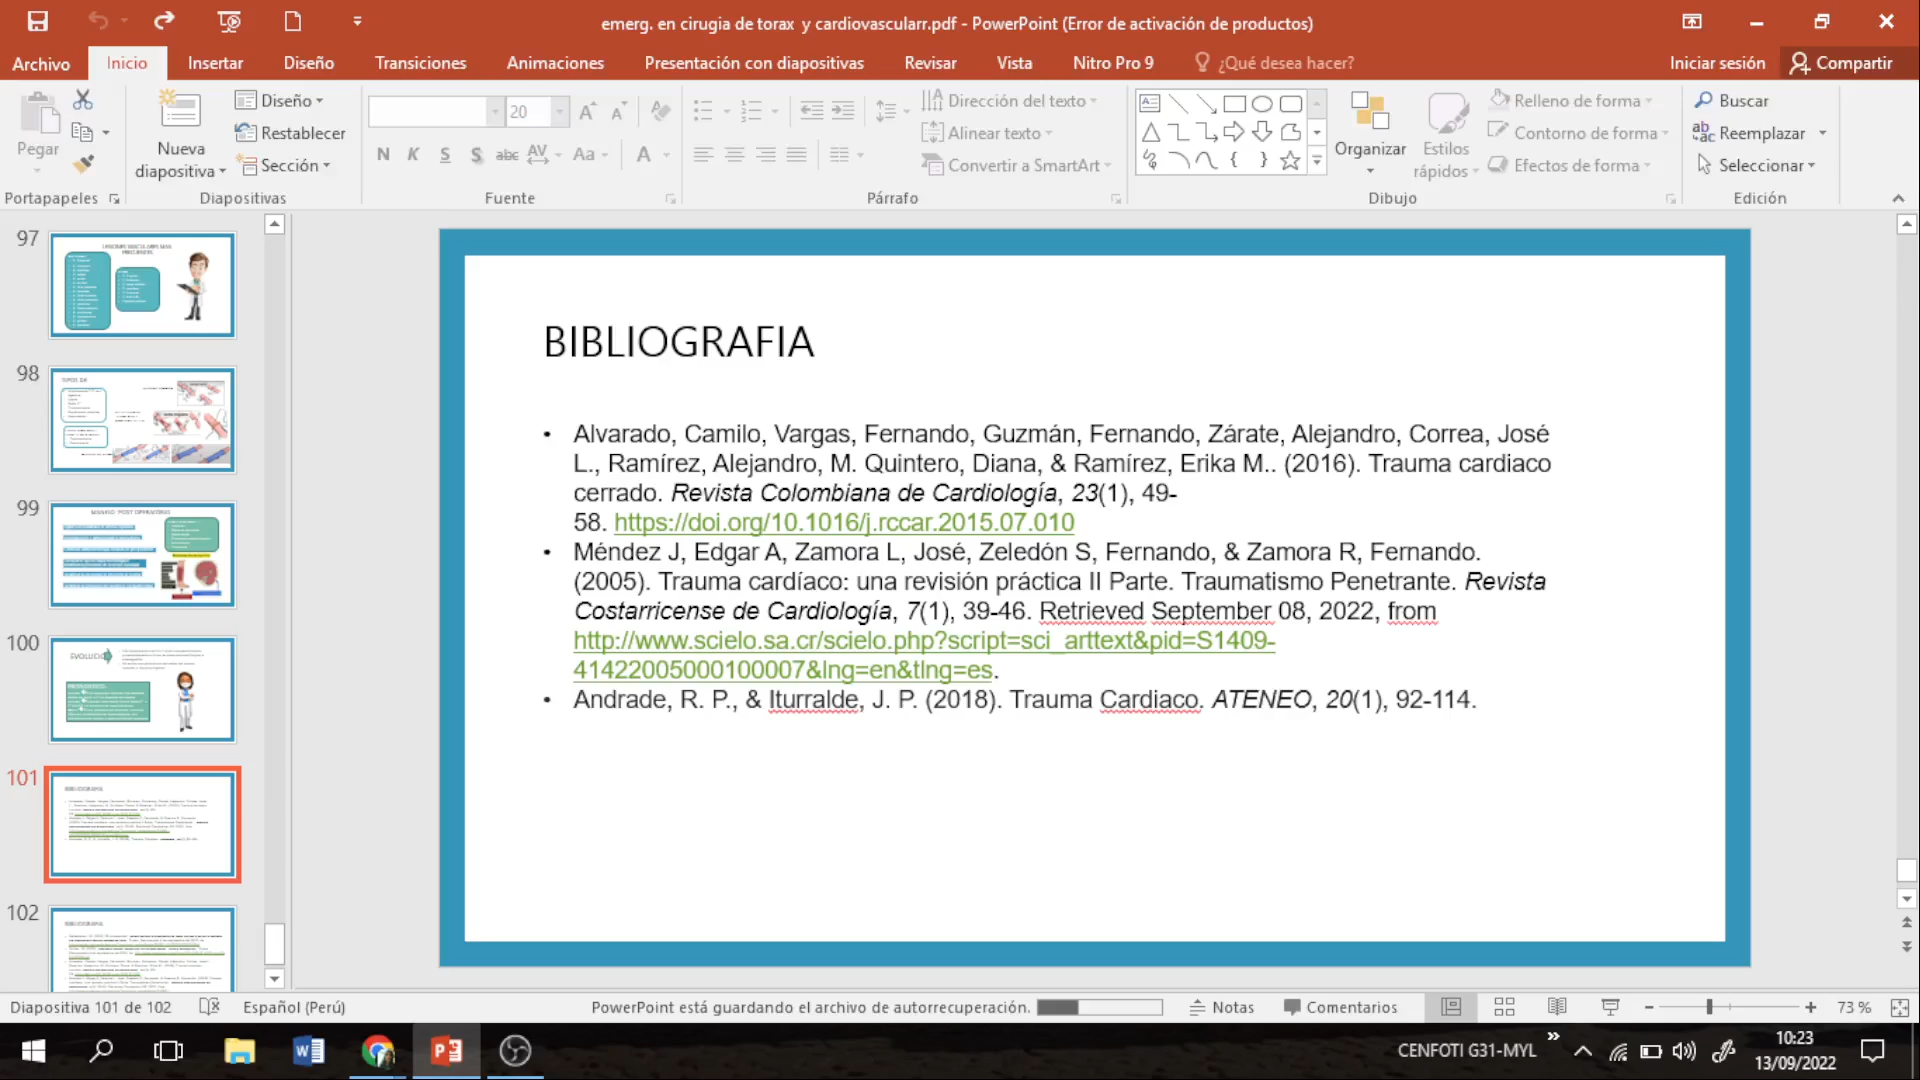 emerg. en cirugia de torax y cardiovascularr.pdf - PowerPoint (Error de activación de productos)
Archivo Inicio Insertar Diseño Transiciones Animaciones Presentación con diapositivas Revisar Vista Nitro Pro 9 ¿Qué desea hacer? Iniciar sesión Compartir
Pegar
Nueva diapositiva
Diseño
Restablecer
Sección
20
N K S S abc AV Aa A
Dirección del texto
Alinear texto
Convertir a SmartArt
Organizar
Estilos rápidos
Relleno de forma
Contorno de forma
Efectos de forma
Buscar
Reemplazar
Seleccionar
Portapapeles Diapositivas Fuente Párrafo Dibujo Edición
97
98
99
MANEJO POST OPERATORIO
100
101
BIBLIOGRAFIA
102
BIBLIOGRAFIA
BIBLIOGRAFIA
• Alvarado, Camilo, Vargas, Fernando, Guzmán, Fernando, Zárate, Alejandro, Correa, José
L., Ramírez, Alejandro, M. Quintero, Diana, & Ramírez, Erika M.. (2016). Trauma cardiaco
cerrado. Revista Colombiana de Cardiología, 23(1), 49-
58. https://doi.org/10.1016/j.rccar.2015.07.010
• Méndez J, Edgar A, Zamora L, José, Zeledón S, Fernando, & Zamora R, Fernando.
(2005). Trauma cardíaco: una revisión práctica II Parte. Traumatismo Penetrante. Revista
Costarricense de Cardiología, 7(1), 39-46. Retrieved September 08, 2022, from
http://www.scielo.sa.cr/scielo.php?script=sci_arttext&pid=S1409-
41422005000100007&lng=en&tlng=es.
• Andrade, R. P., & Iturralde, J. P. (2018). Trauma Cardiaco. ATENEO, 20(1), 92-114.
Diapositiva 101 de 102 Español (Perú) PowerPoint está guardando el archivo de autorrecuperación. Notas Comentarios 73 %
CENFOTI G31-MYL
10:23
13/09/2022